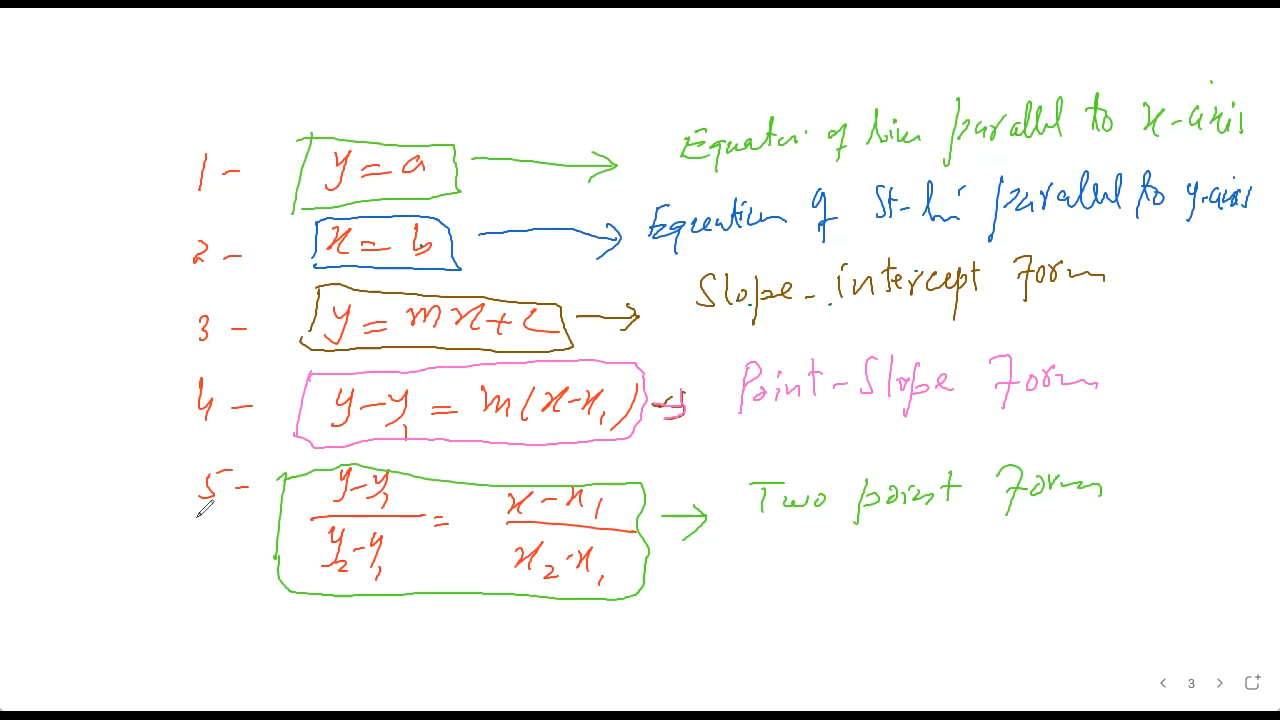 1- y = a → Equation of line parallel to x-axis
2- x = b → Equation of St-line parallel to y-axis
3- y = mx + c → Slope-intercept Form
4- y - y₁ = m(x - x₁) → Point-Slope Form
5- (y - y₁)/(y₂ - y₁) = (x - x₁)/(x₂ - x₁) → Two point Form
3